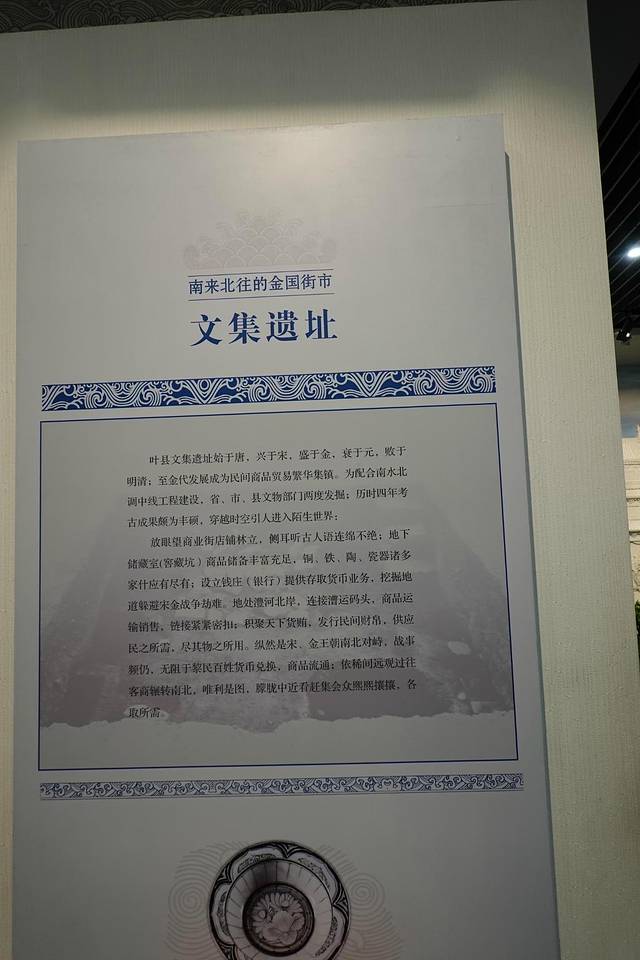 南来北往的金国街市
文集遗址
叶县文集遗址始于唐，兴于宋，盛于金，衰于元，败于
明清；至金代发展成为民间商品贸易繁华集镇。为配合南水北
调中线工程建设，省、市、县文物部门两度发掘；历时四年考
古成果颇为丰硕，穿越时空引人进入陌生世界；
放眼望商业街店铺林立，侧耳听古人语连绵不绝；地下
储藏室(窖藏坑）商品储备丰富充足，铜、铁、陶、瓷器诸多
家什应有尽有；设立钱庄（银行）提供存取货币业务，挖掘地
道躲避宋金战争劫难。地处澧河北岸，连接漕运码头，商品运
输销售，链接紧紧密扣；积聚天下货贿，发行民间财帛，供应
民之所需，尽其物之所用。纵然是宋、金王朝南北对峙，战事
频仍，无阻于黎民百姓货币兑换，商品流通：依稀间远观过往
客商辗转南北，唯利是图，朦胧中近看赶集会众熙熙攘攘，各
取所需。